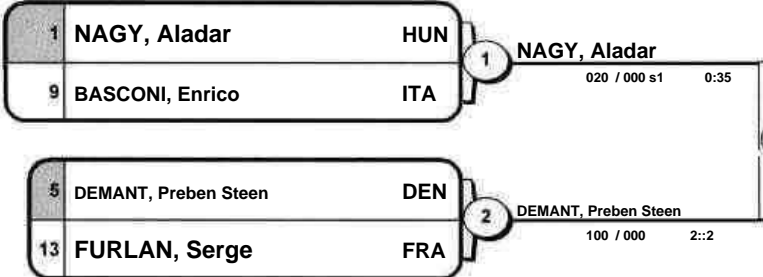 1 NAGY, Aladar HUN
9 BASCONI, Enrico ITA
1 NAGY, Aladar
020 / 000 s1 0:35
5 DEMANT, Preben Steen DEN
13 FURLAN, Serge FRA
2 DEMANT, Preben Steen
100 / 000 2::2